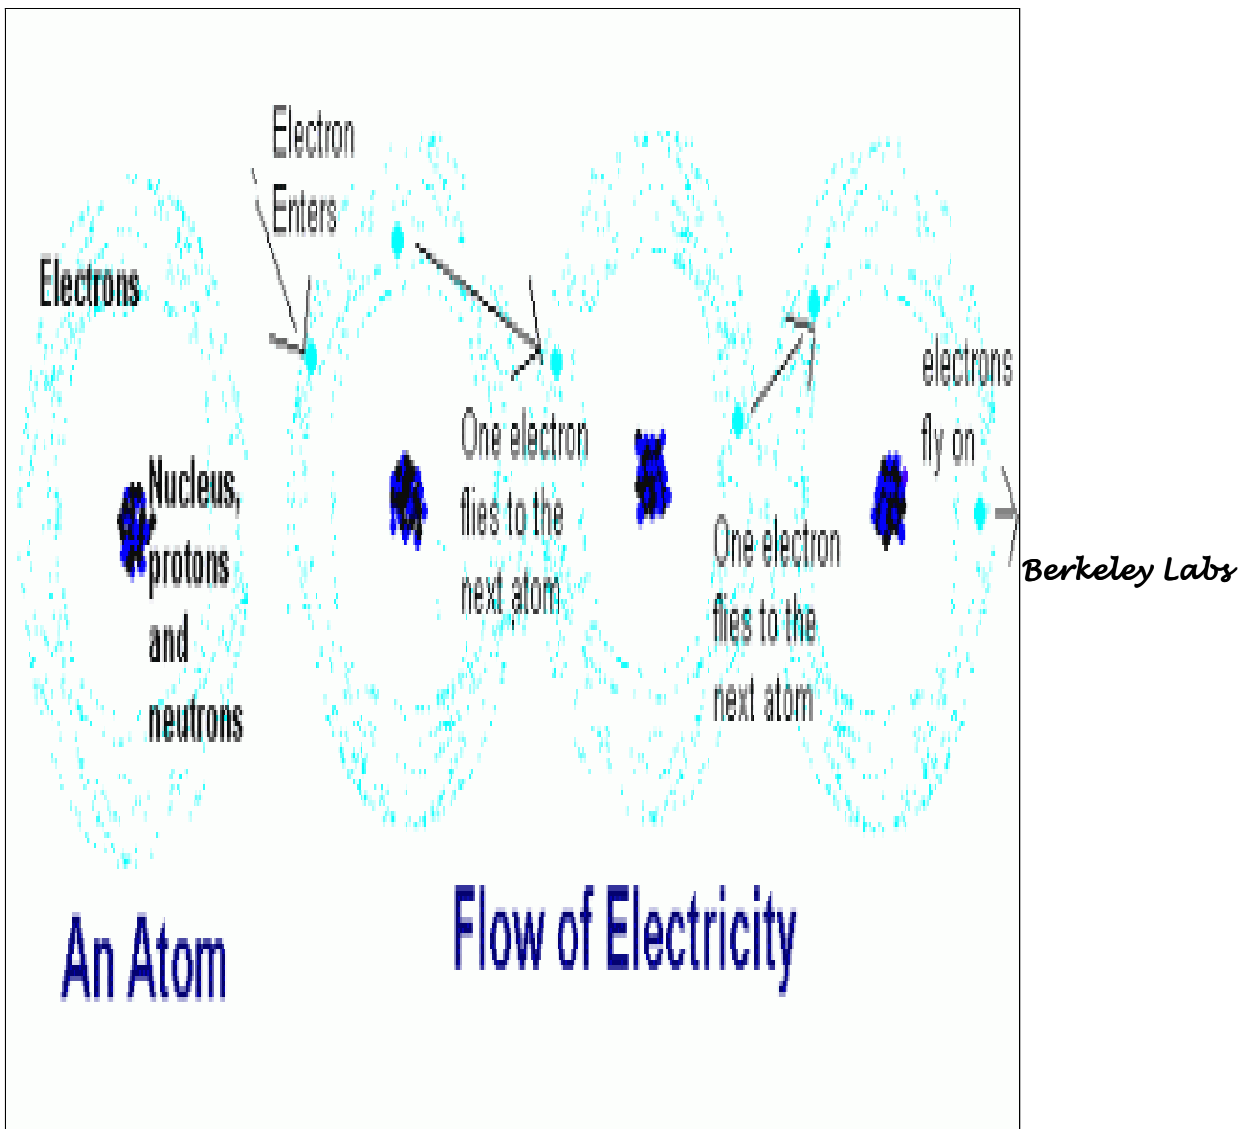 Electron
Enters
Electrons
Nucleus,
protons
and
neutrons
One electron
flies to the
next atom
One electron
flies to the
next atom
electrons
fly on
Berkeley Labs
An Atom
Flow of Electricity